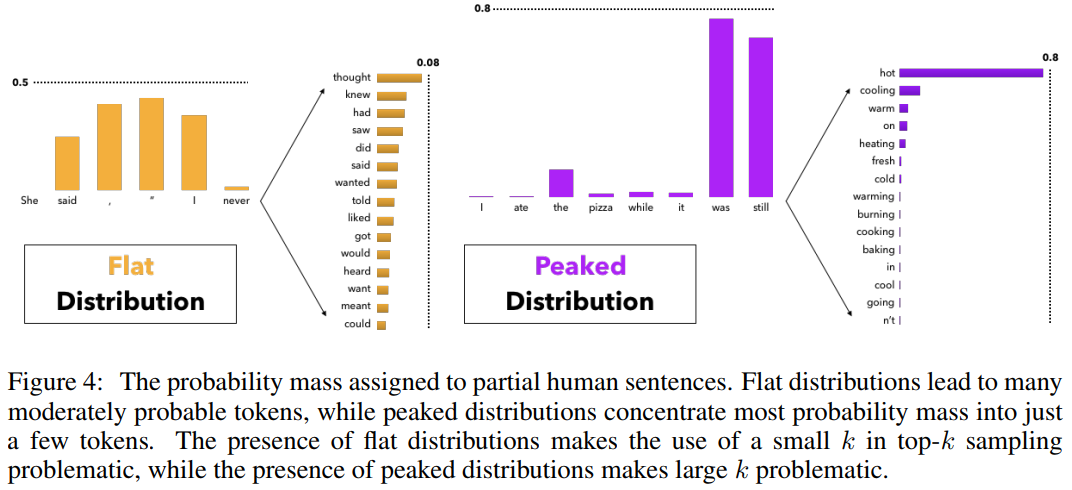 0.5
She said , " I never
Flat
Distribution
0.08
thought
knew
had
saw
did
said
wanted
told
liked
got
would
heard
want
meant
could
0.8
I ate the pizza while it was still
Peaked
Distribution
0.8
hot
cooling
warm
on
heating
fresh
cold
warming
burning
cooking
baking
in
cool
going
n't
Figure 4: The probability mass assigned to partial human sentences. Flat distributions lead to many
moderately probable tokens, while peaked distributions concentrate most probability mass into just
a few tokens. The presence of flat distributions makes the use of a small k in top-k sampling
problematic, while the presence of peaked distributions makes large k problematic.